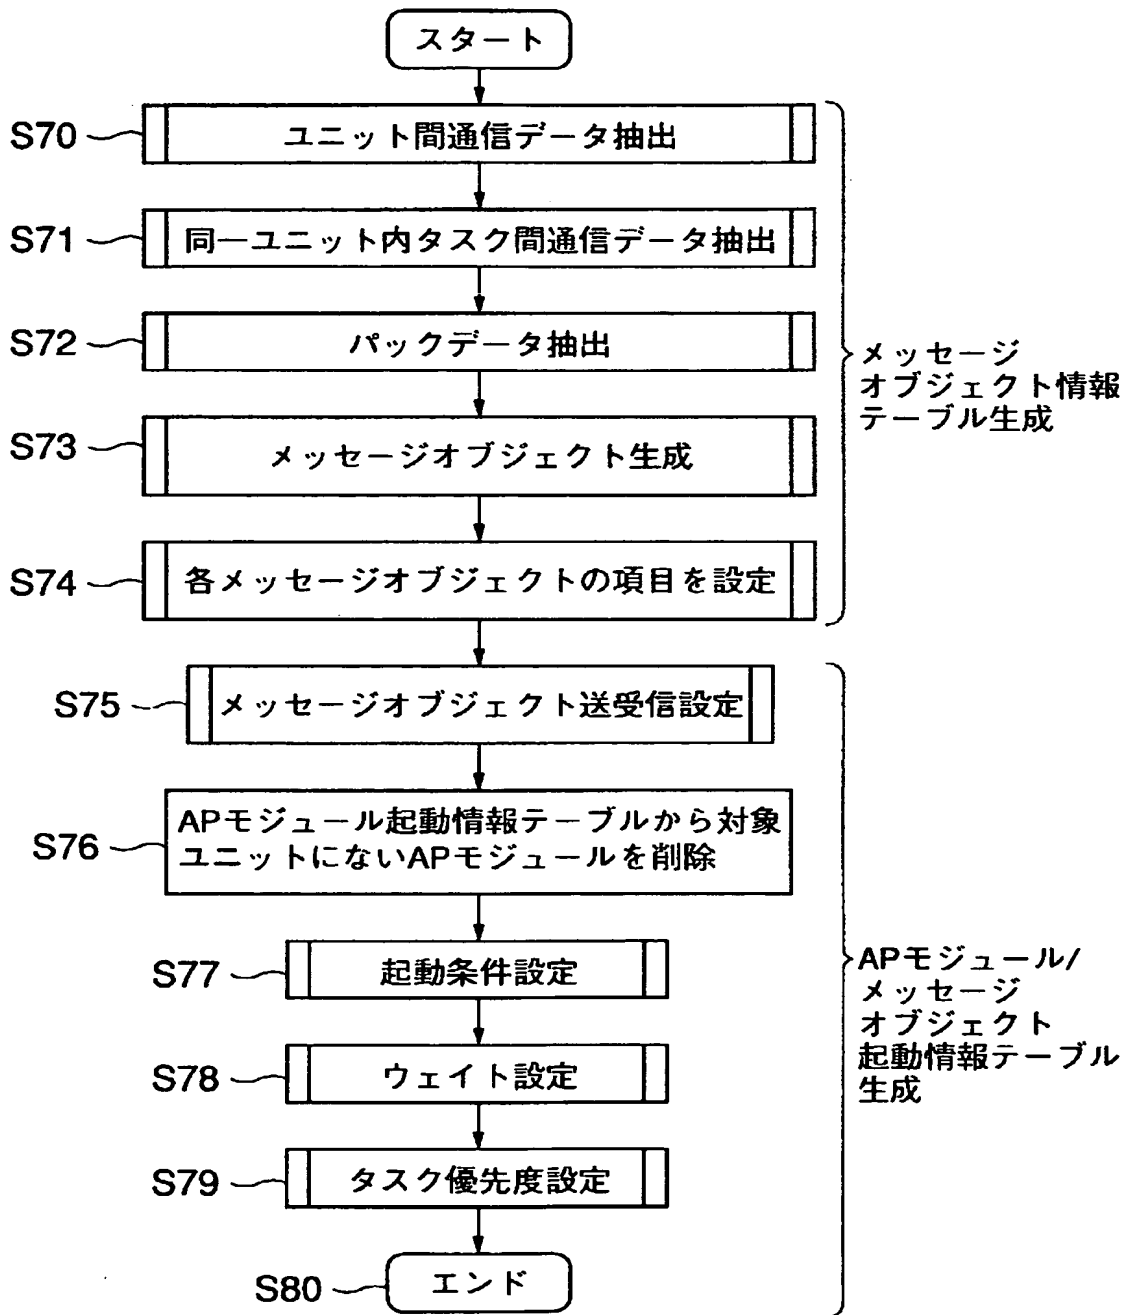 スタート
S70
ユニット間通信データ抽出
S71
同一ユニット内タスク間通信データ抽出
S72
パックデータ抽出
S73
メッセージオブジェクト生成
S74
各メッセージオブジェクトの項目を設定
メッセージ
オブジェクト情報
テーブル生成
S75
メッセージオブジェクト送受信設定
S76
APモジュール起動情報テーブルから対象
ユニットにないAPモジュールを削除
S77
起動条件設定
S78
ウェイト設定
S79
タスク優先度設定
S80
エンド
APモジュール/
メッセージ
オブジェクト
起動情報テーブル
生成